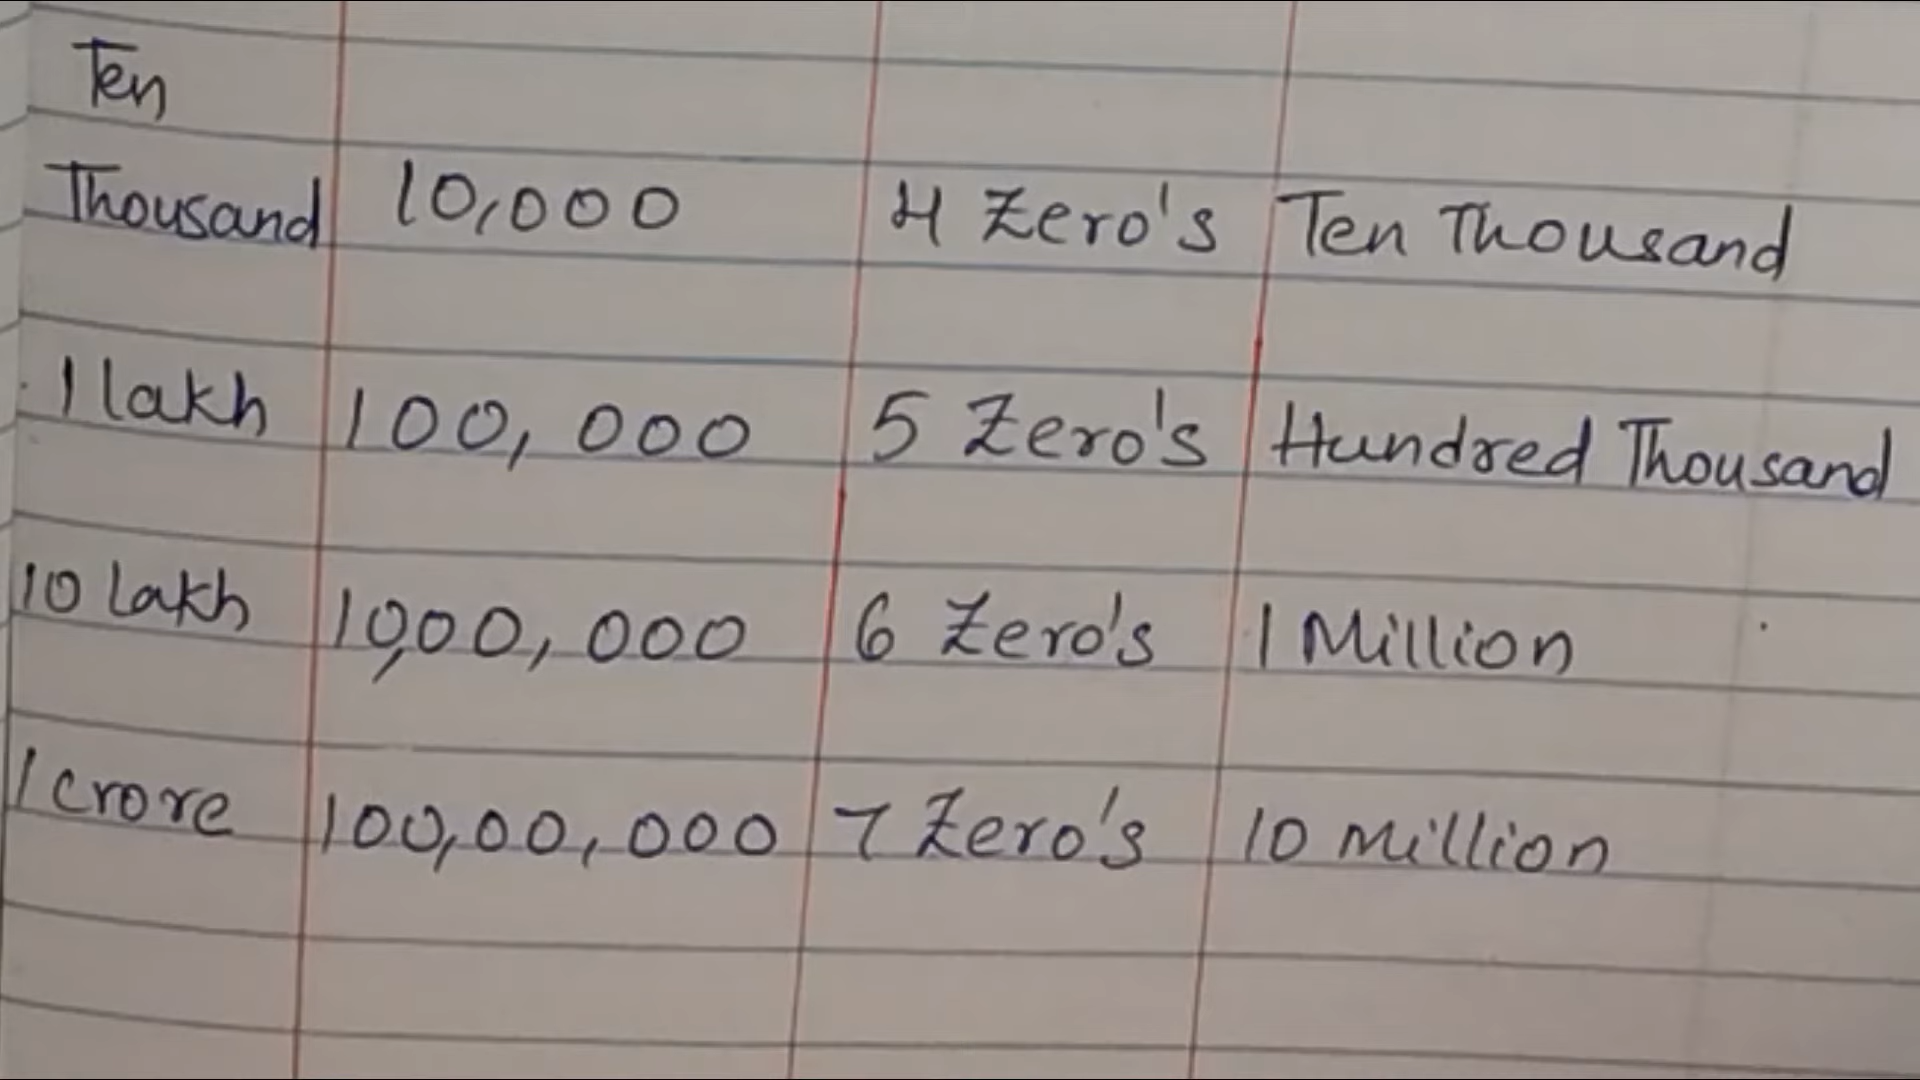 Ten
Thousand 10,000 4 Zero's Ten Thousand
1 lakh 100,000 5 Zero's Hundred Thousand
10 lakh 10,00,000 6 Zero's 1 Million
1 crore 100,00,000 7 Zero's 10 Million